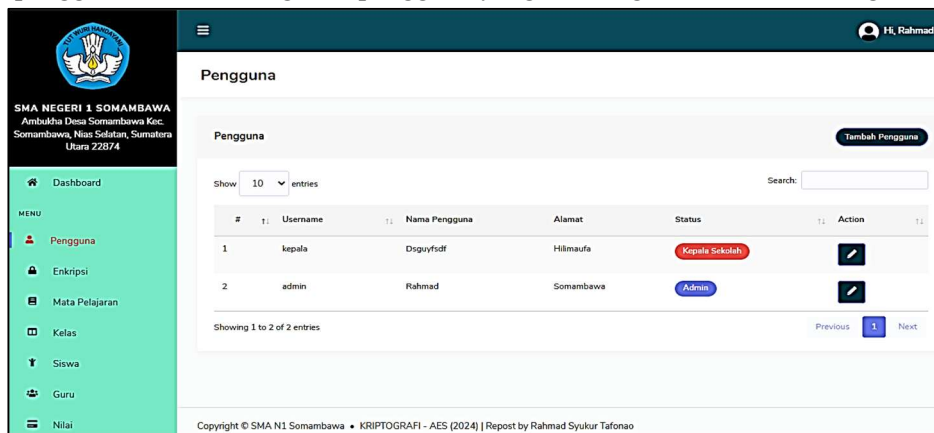 TUT WURI HANDAYANI
SMA NEGERI 1 SOMAMBAWA
Ambukha Desa Somambawa Kec.
Somambawa, Nias Selatan, Sumatera
Utara 22874
Dashboard
MENU
Pengguna
Enkripsi
Mata Pelajaran
Kelas
Siswa
Guru
Nilai
Hi, Rahmad
Pengguna
Pengguna
Tambah Pengguna
Show 10 entries
Search:
# Username Nama Pengguna Alamat Status Action
1 kepala Dsguyfsdf Hilimaufa Kepala Sekolah
2 admin Rahmad Somambawa Admin
Showing 1 to 2 of 2 entries
Previous 1 Next
Copyright © SMA N1 Somambawa • KRIPTOGRAFI - AES (2024) | Repost by Rahmad Syukur Tafonao